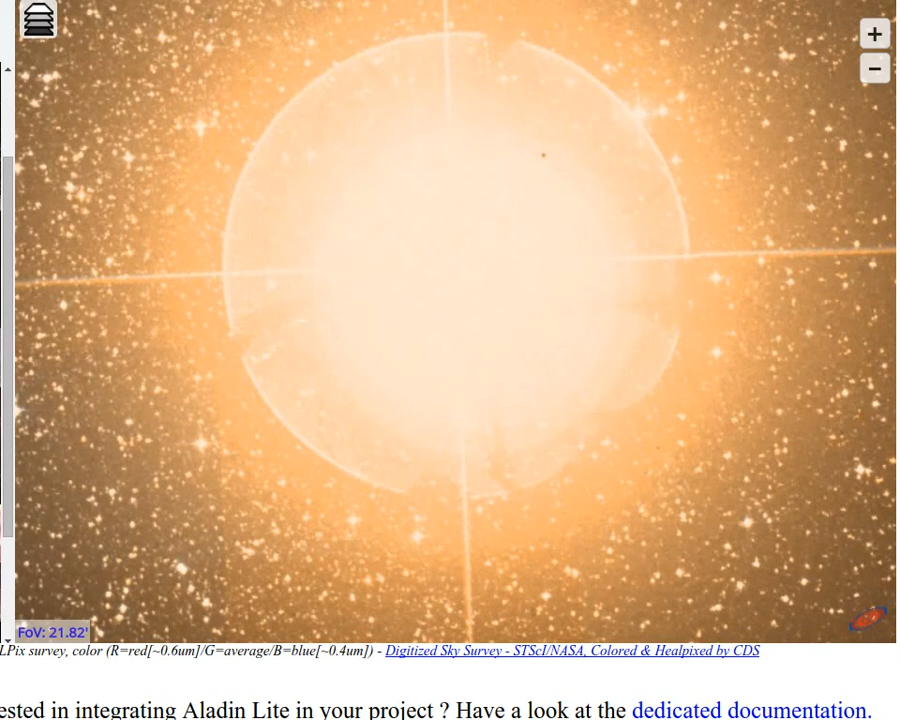 +
−
FoV: 21.82'
LPix survey, color (R=red[~0.6um]/G=average/B=blue[~0.4um]) - Digitized Sky Survey - STScI/NASA, Colored & Healpixed by CDS
ested in integrating Aladin Lite in your project ? Have a look at the dedicated documentation.